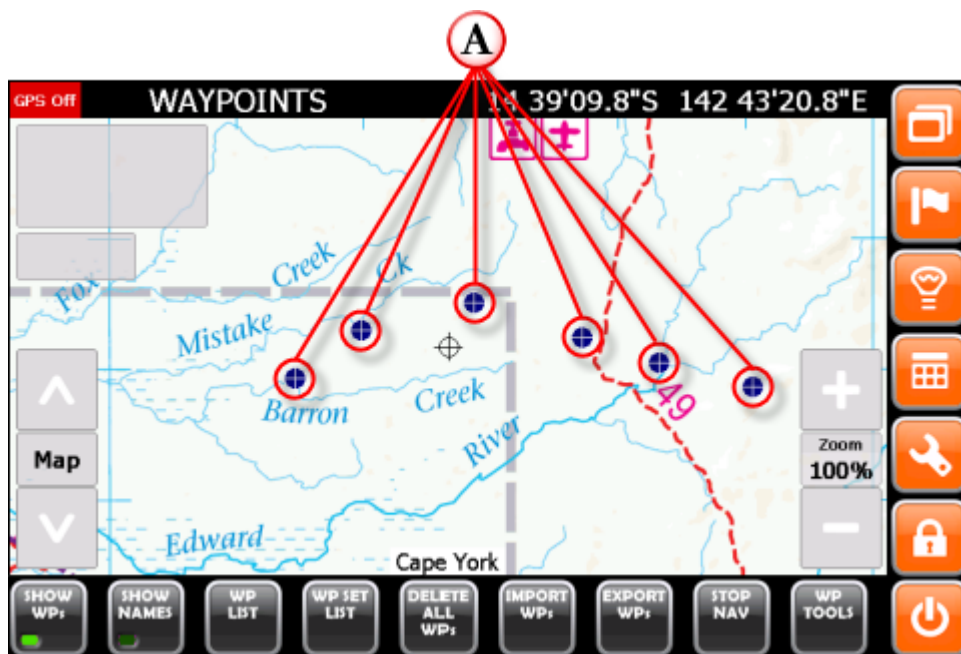 A
GPS Off WAYPOINTS 14 39'09.8"S 142 43'20.8"E
Fox
Creek
Ck
Mistake
Barron
Creek
49
River
Edward
Map
Zoom
100%
Cape York
SHOW
WPs
SHOW
NAMES
WP
LIST
WP SET
LIST
DELETE
ALL
WPs
IMPORT
WPs
EXPORT
WPs
STOP
NAV
WP
TOOLS